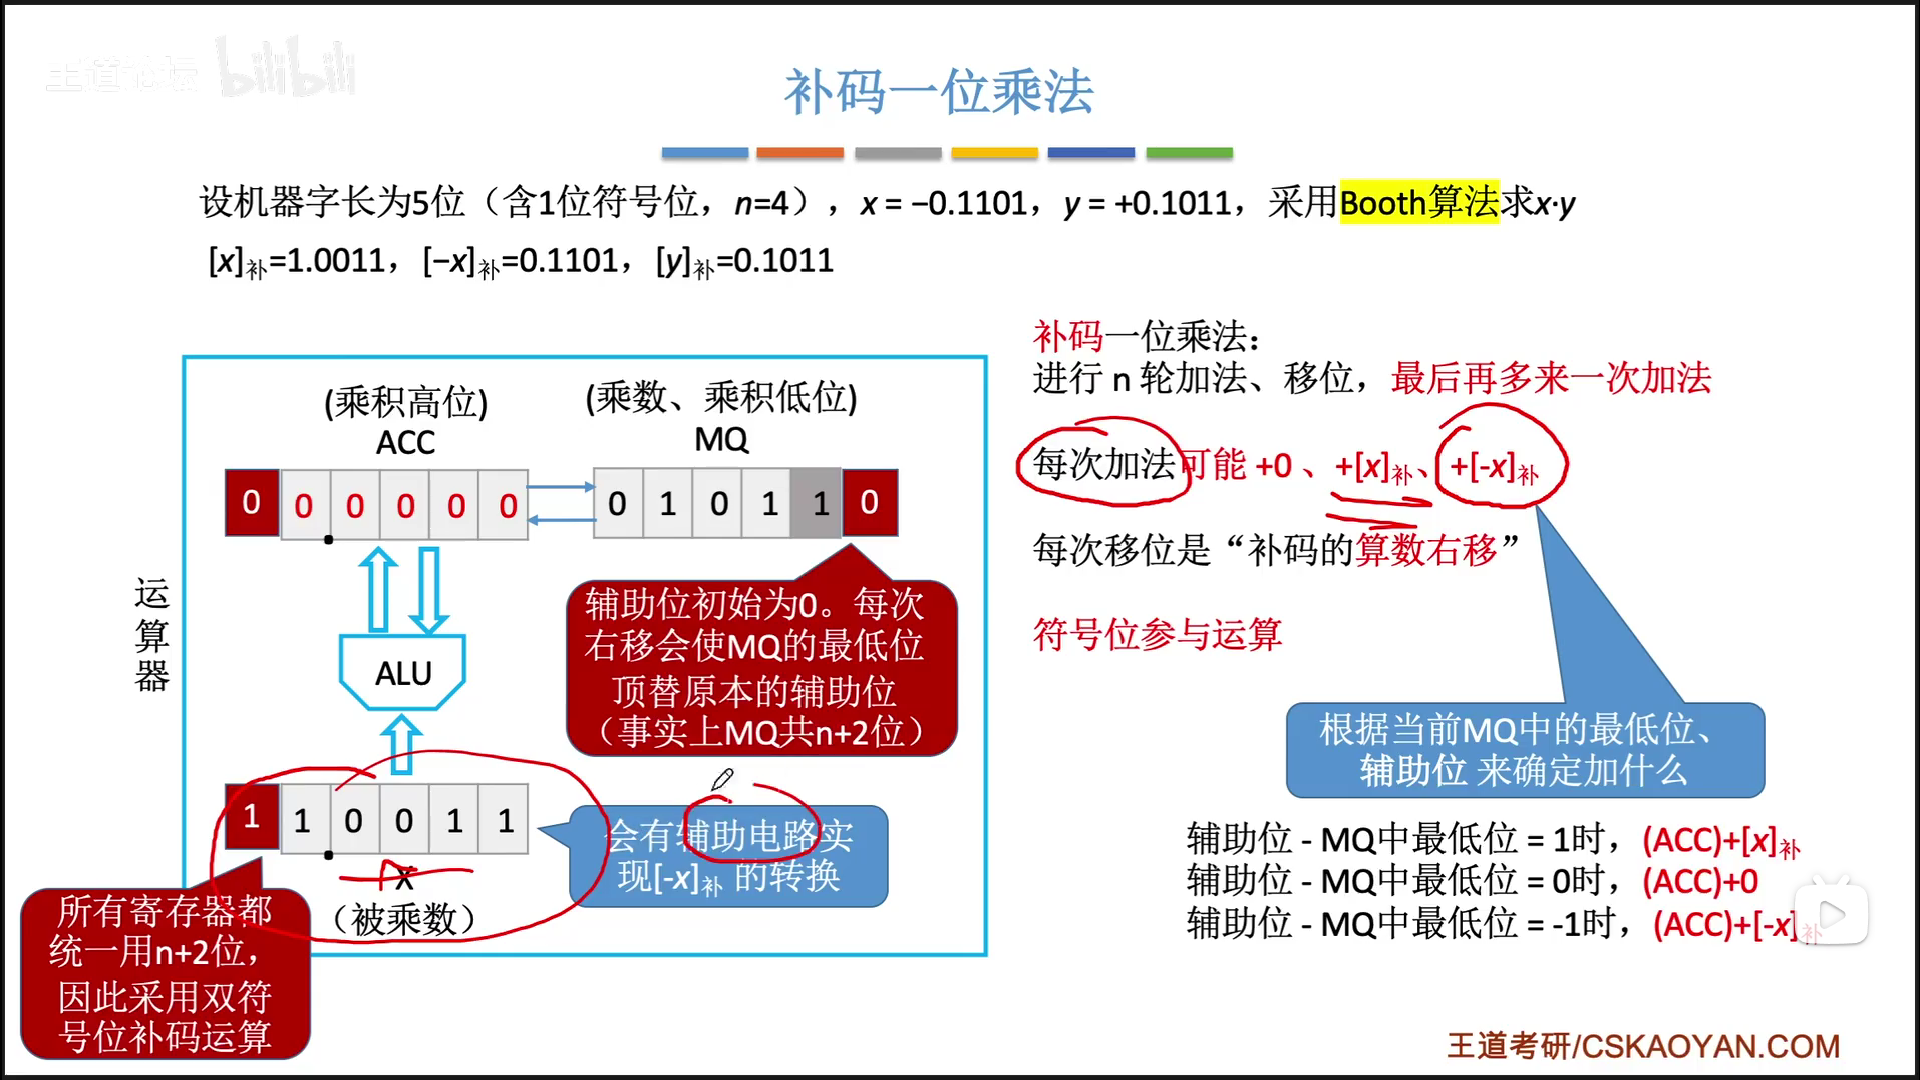 王道论坛 bilibili
补码一位乘法
设机器字长为5位（含1位符号位，n=4），x = −0.1101，y = +0.1011，采用Booth算法求x·y
[x]补=1.0011，[−x]补=0.1101，[y]补=0.1011
补码一位乘法：
进行 n 轮加法、移位，最后再多来一次加法
每次加法可能 +0 、+[x]补、+[-x]补
每次移位是“补码的算数右移”
符号位参与运算
根据当前MQ中的最低位、
辅助位 来确定加什么
辅助位 - MQ中最低位 = 1时，(ACC)+[x]补
辅助位 - MQ中最低位 = 0时，(ACC)+0
辅助位 - MQ中最低位 = -1时，(ACC)+[-x]补
(乘积高位)
ACC
(乘数、乘积低位)
MQ
0 0 0 0 0 0
0 1 0 1 1 0
运算器
ALU
辅助位初始为0。每次
右移会使MQ的最低位
顶替原本的辅助位
（事实上MQ共n+2位）
1 1 0 0 1 1
x
（被乘数）
会有辅助电路实
现[-x]补 的转换
所有寄存器都
统一用n+2位，
因此采用双符
号位补码运算
王道考研/CSKAOYAN.COM